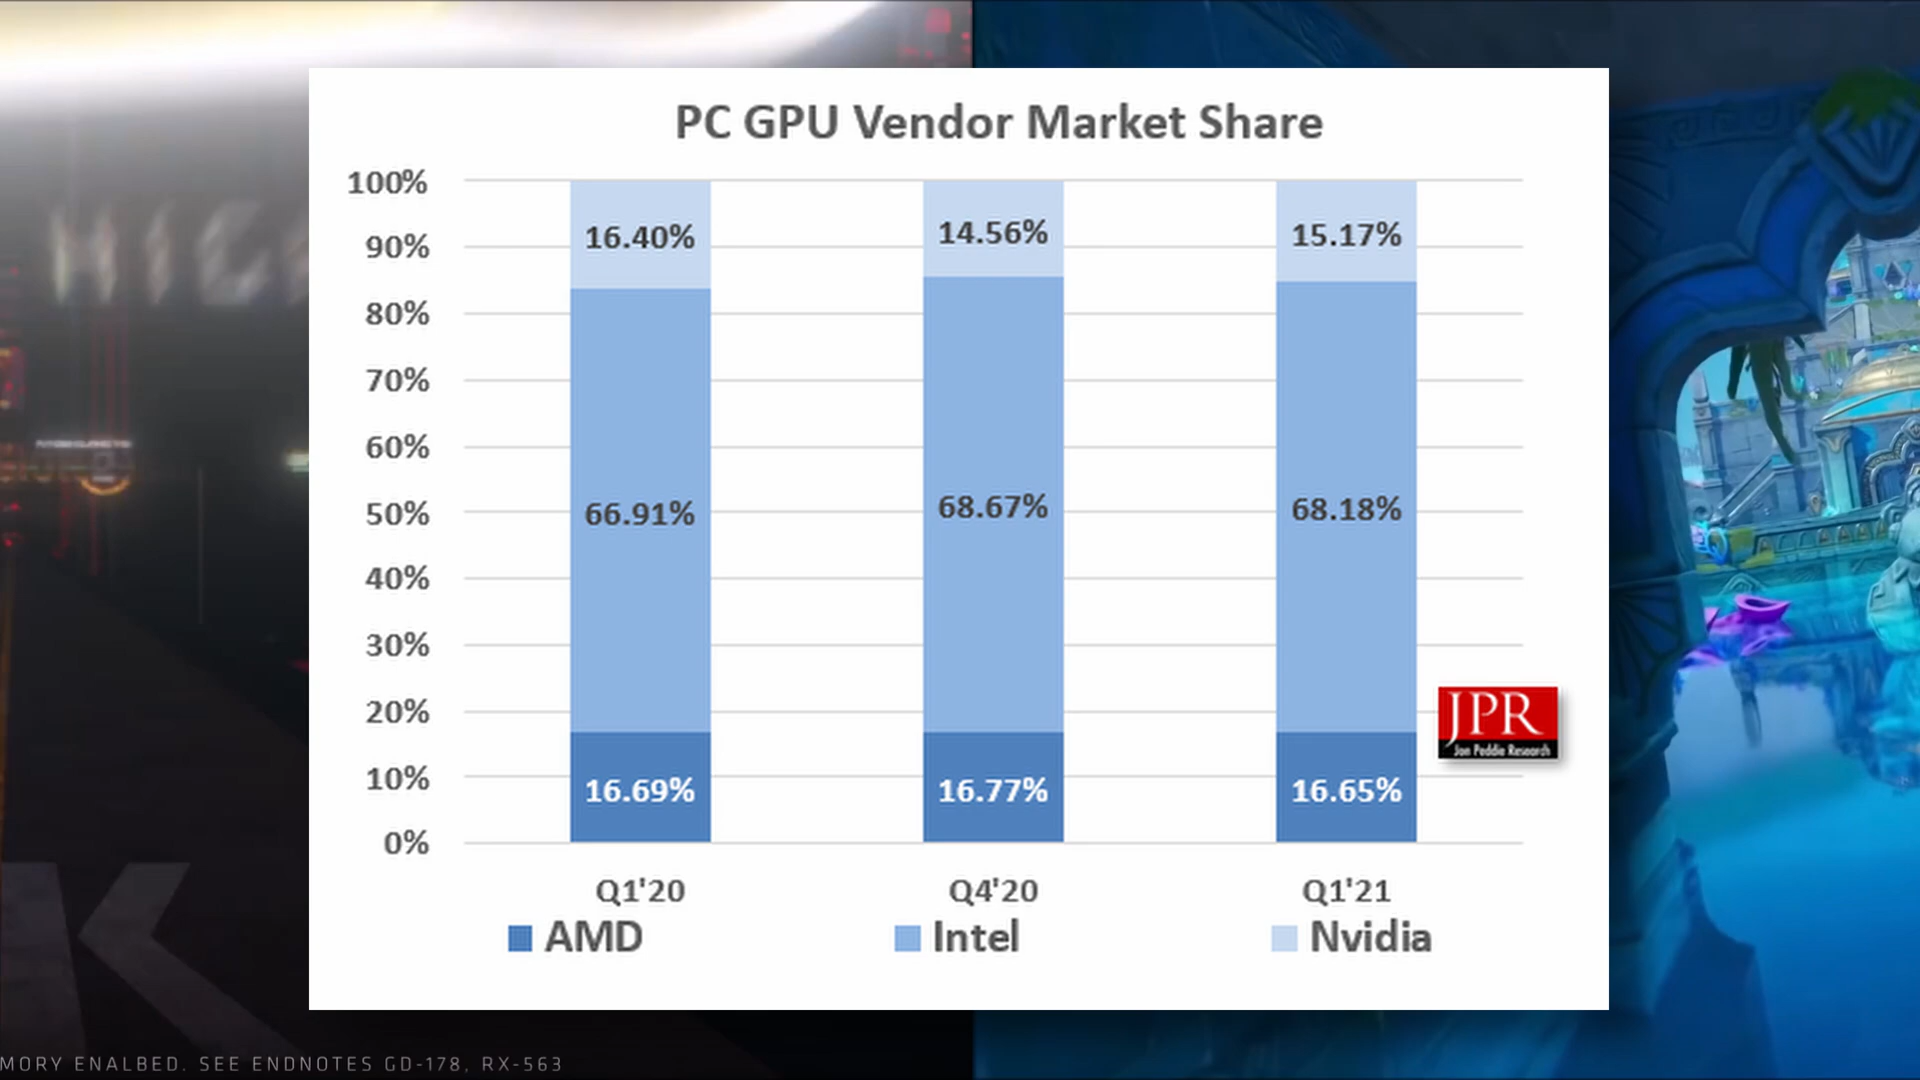 PC GPU Vendor Market Share
100%
90%
80%
70%
60%
50%
40%
30%
20%
10%
0%
16.40%
14.56%
15.17%
66.91%
68.67%
68.18%
16.69%
16.77%
16.65%
JPR
Jon Peddie Research
Q1'20
Q4'20
Q1'21
AMD
Intel
Nvidia
MORY ENALBED. SEE ENDNOTES GD-178, RX-563